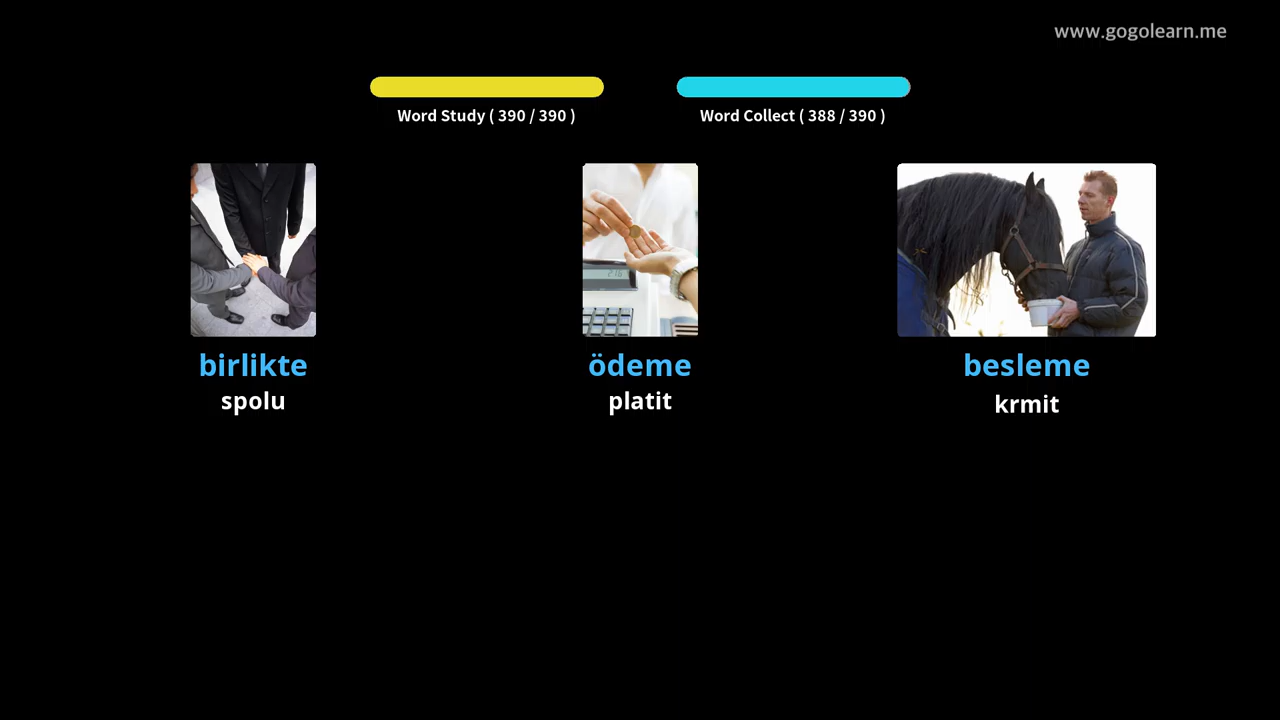 www.gogolearn.me
Word Study ( 390 / 390 )
Word Collect ( 388 / 390 )
birlikte
spolu
ödeme
platit
besleme
krmit